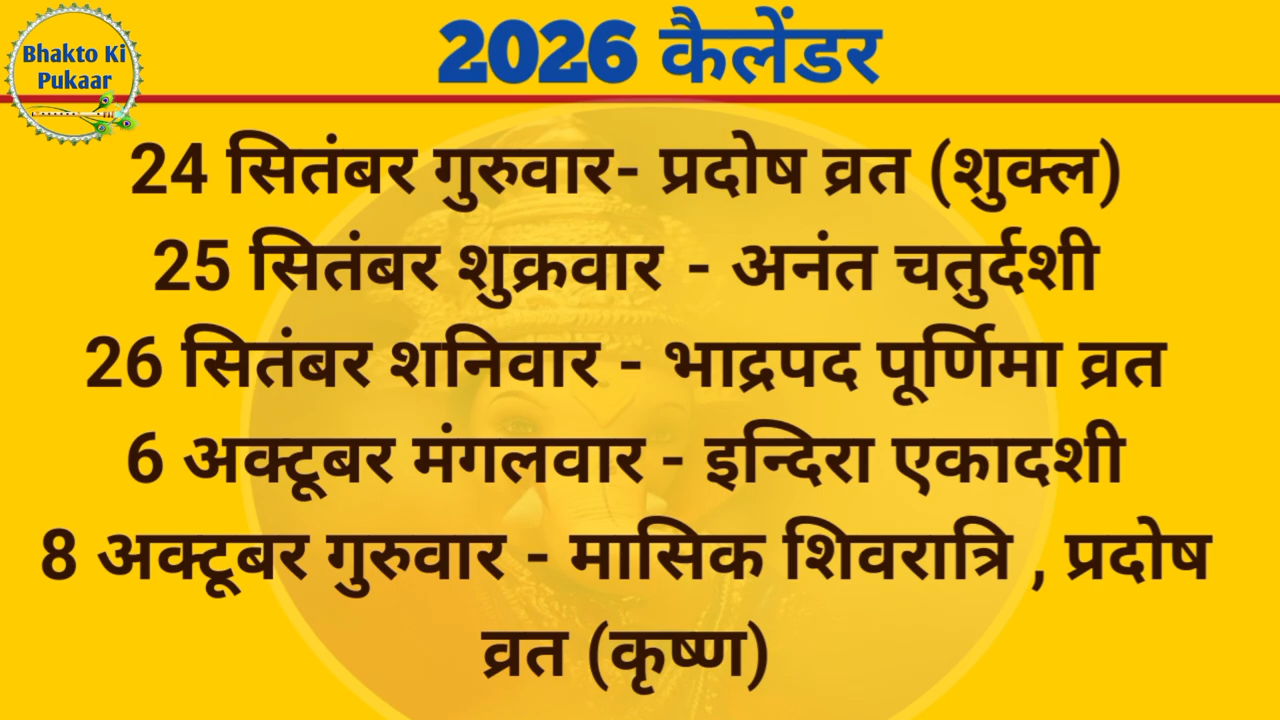 Bhakto Ki
Pukaar
2026 कैलेंडर
24 सितंबर गुरुवार- प्रदोष व्रत (शुक्ल)
25 सितंबर शुक्रवार - अनंत चतुर्दशी
26 सितंबर शनिवार - भाद्रपद पूर्णिमा व्रत
6 अक्टूबर मंगलवार - इन्दिरा एकादशी
8 अक्टूबर गुरुवार - मासिक शिवरात्रि , प्रदोष
व्रत (कृष्ण)